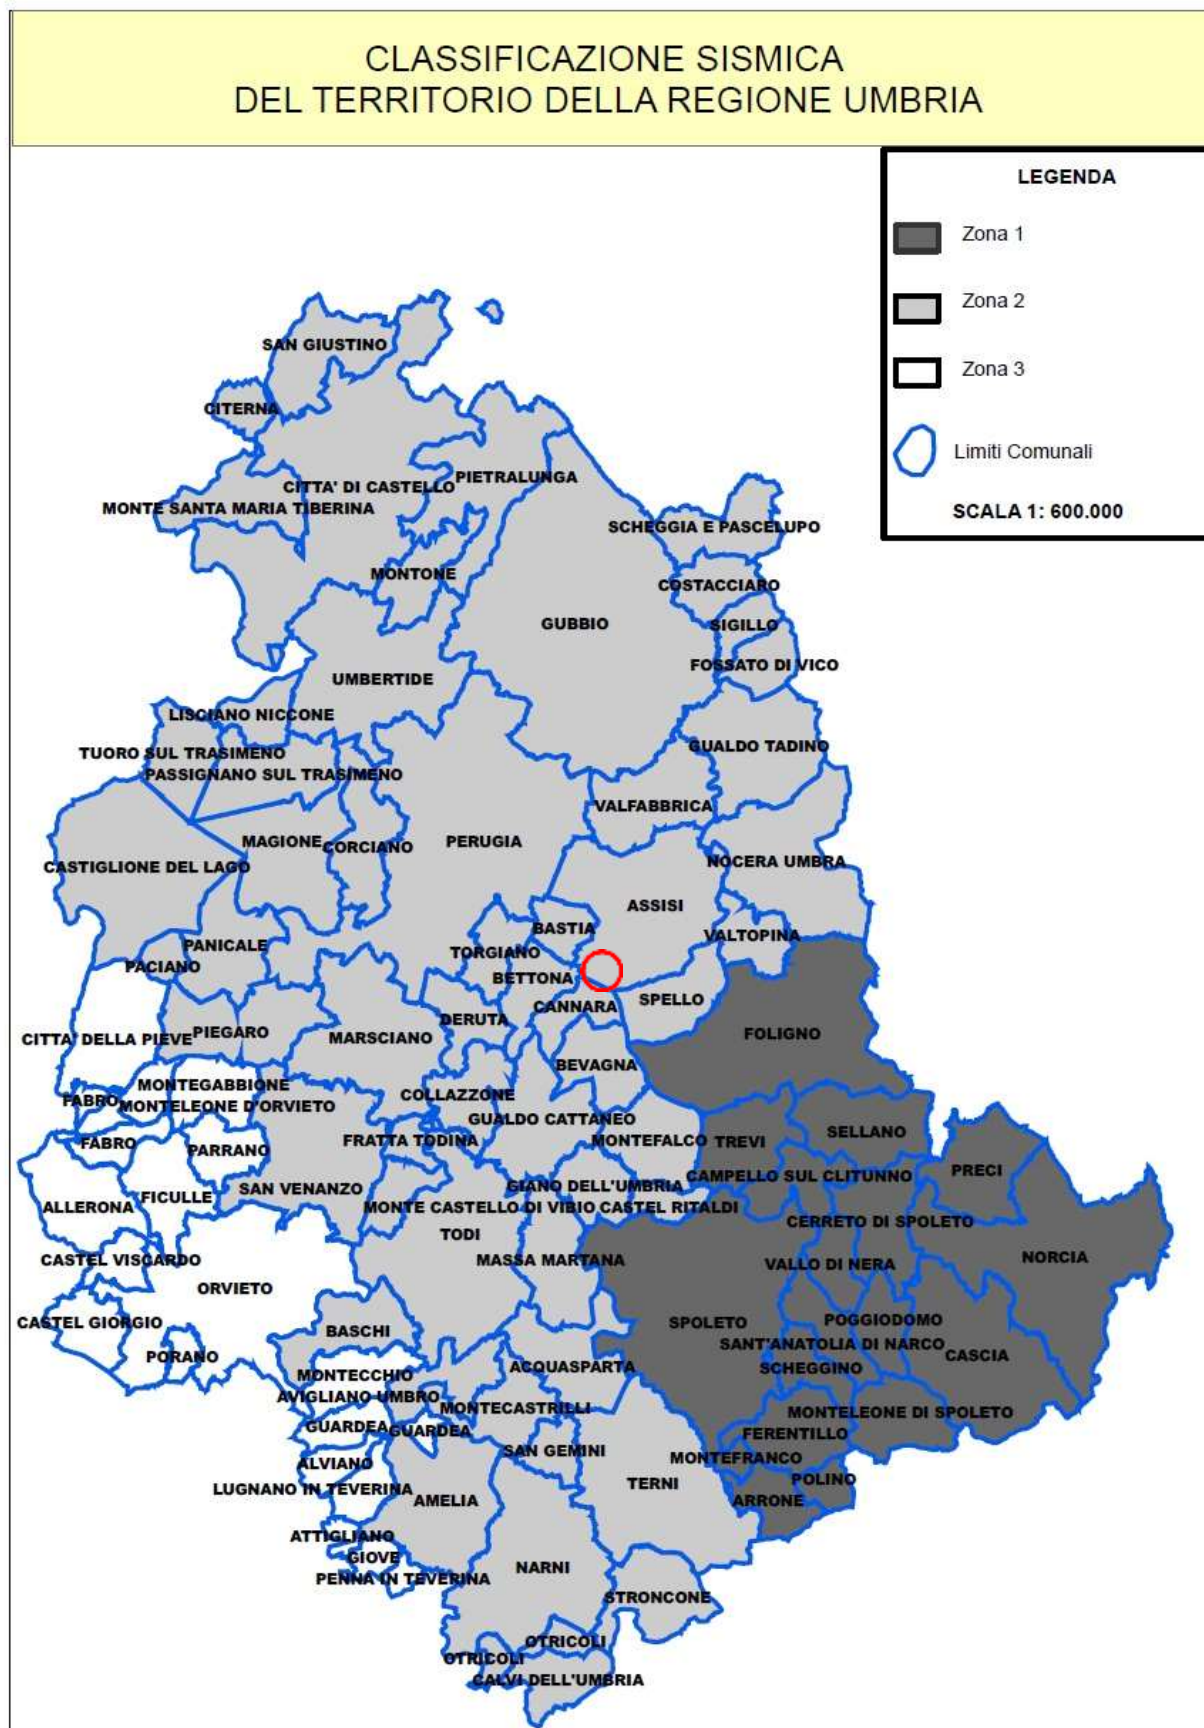 CLASSIFICAZIONE SISMICA
DEL TERRITORIO DELLA REGIONE UMBRIA
LEGENDA
Zona 1
Zona 2
Zona 3
Limiti Comunali
SCALA 1: 600.000
SAN GIUSTINO
CITERNA
CITTA' DI CASTELLO
PIETRALUNGA
MONTE SANTA MARIA TIBERINA
SCHEGGIA E PASCELUPO
MONTONE
COSTACCIARO
GUBBIO
SIGILLO
FOSSATO DI VICO
UMBERTIDE
LISCIANO NICCONE
GUALDO TADINO
TUORO SUL TRASIMENO
PASSIGNANO SUL TRASIMENO
VALFABBRICA
MAGIONE
CORCIANO
PERUGIA
CASTIGLIONE DEL LAGO
NOCERA UMBRA
ASSISI
BASTIA
VALTOPINA
PANICALE
TORGIANO
PACIANO
BETTONA
SPELLO
CANNARA
DERUTA
CITTA' DELLA PIEVE
PIEGARO
MARSCIANO
FOLIGNO
BEVAGNA
MONTEGABBIONE
COLLAZZONE
FABRO
MONTELEONE D'ORVIETO
GUALDO CATTANEO
SELLANO
FABRO
PARRANO
FRATTA TODINA
MONTEFALCO
TREVI
PRECI
CAMPELLO SUL CLITUNNO
ALLERONA
FICULLE
SAN VENANZO
GIANO DELL'UMBRIA
MONTE CASTELLO DI VIBIO
CASTEL RITALDI
CERRETO DI SPOLETO
TODI
CASTEL VISCARDO
MASSA MARTANA
VALLO DI NERA
NORCIA
ORVIETO
CASTEL GIORGIO
BASCHI
SPOLETO
POGGIODOMO
SANT'ANATOLIA DI NARCO
CASCIA
PORANO
MONTECCHIO
ACQUASPARTA
SCHEGGINO
AVIGLIANO UMBRO
MONTECASTRILLI
MONTELEONE DI SPOLETO
GUARDEA
GUARDEA
SAN GEMINI
FERENTILLO
ALVIANO
MONTEFRANCO
LUGNANO IN TEVERINA
TERNI
POLINO
AMELIA
ARRONE
ATTIGLIANO
GIOVE
NARNI
PENNA IN TEVERINA
STRONCONE
OTRICOLI
OTRICOLI
CALVI DELL'UMBRIA